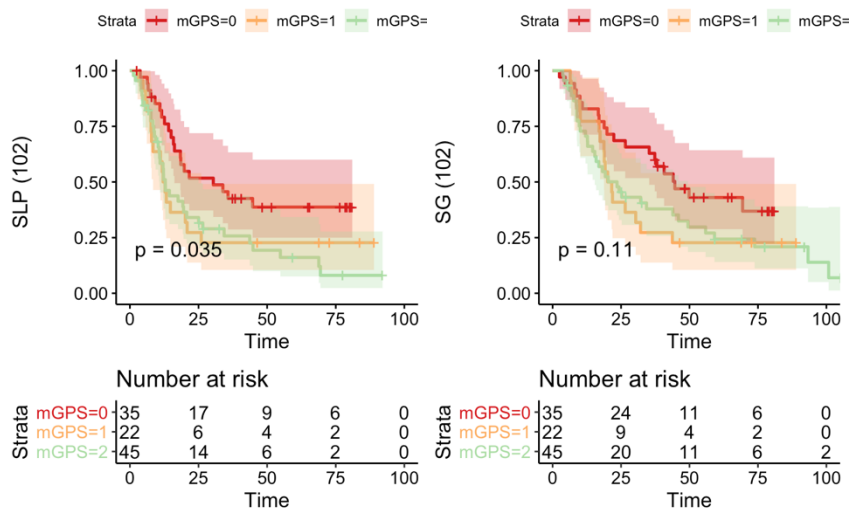 Strata mGPS=0 mGPS=1 mGPS=
SLP (102)
1.00
0.75
0.50
0.25
0.00
p = 0.035
0 25 50 75 100
Time
Number at risk
Strata
mGPS=0 35 17 9 6 0
mGPS=1 22 6 4 2 0
mGPS=2 45 14 6 2 0
0 25 50 75 100
Time
Strata mGPS=0 mGPS=1 mGPS=
SG (102)
1.00
0.75
0.50
0.25
0.00
p = 0.11
0 25 50 75 100
Time
Number at risk
Strata
mGPS=0 35 24 11 6 0
mGPS=1 22 9 4 2 0
mGPS=2 45 20 11 6 2
0 25 50 75 100
Time